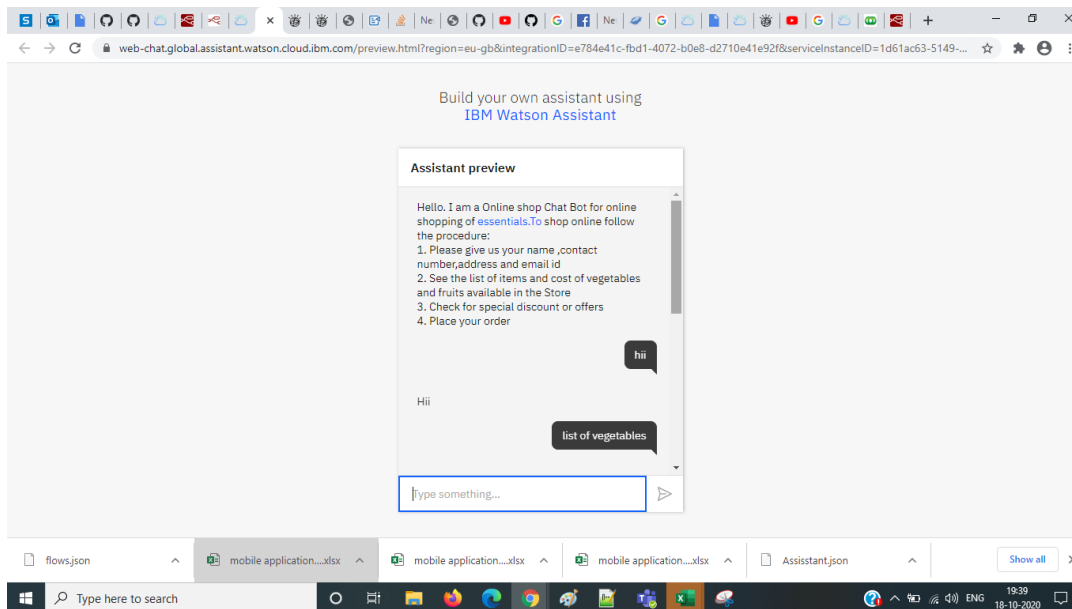 Ne
Ne
web-chat.global.assistant.watson.cloud.ibm.com/preview.html?region=eu-gb&integrationID=e784e41c-fbd1-4072-b0e8-d2710e41e92f&serviceInstanceID=1d61ac63-5149-...
Build your own assistant using
IBM Watson Assistant
Assistant preview
Hello. I am a Online shop Chat Bot for online
shopping of essentials.To shop online follow
the procedure:
1. Please give us your name ,contact
number,address and email id
2. See the list of items and cost of vegetables
and fruits available in the Store
3. Check for special discount or offers
4. Place your order
hii
Hii
list of vegetables
Type something...
flows.json
mobile application....xlsx
mobile application....xlsx
mobile application....xlsx
Assisstant.json
Show all
Type here to search
ENG
19:39
18-10-2020